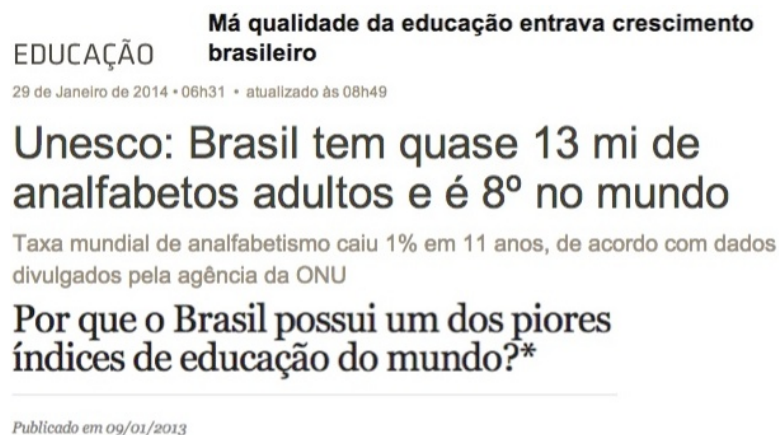 Má qualidade da educação entrava crescimento
brasileiro
EDUCAÇÃO
29 de Janeiro de 2014 • 06h31 • atualizado às 08h49
Unesco: Brasil tem quase 13 mi de
analfabetos adultos e é 8º no mundo
Taxa mundial de analfabetismo caiu 1% em 11 anos, de acordo com dados
divulgados pela agência da ONU
Por que o Brasil possui um dos piores
índices de educação do mundo?*
Publicado em 09/01/2013